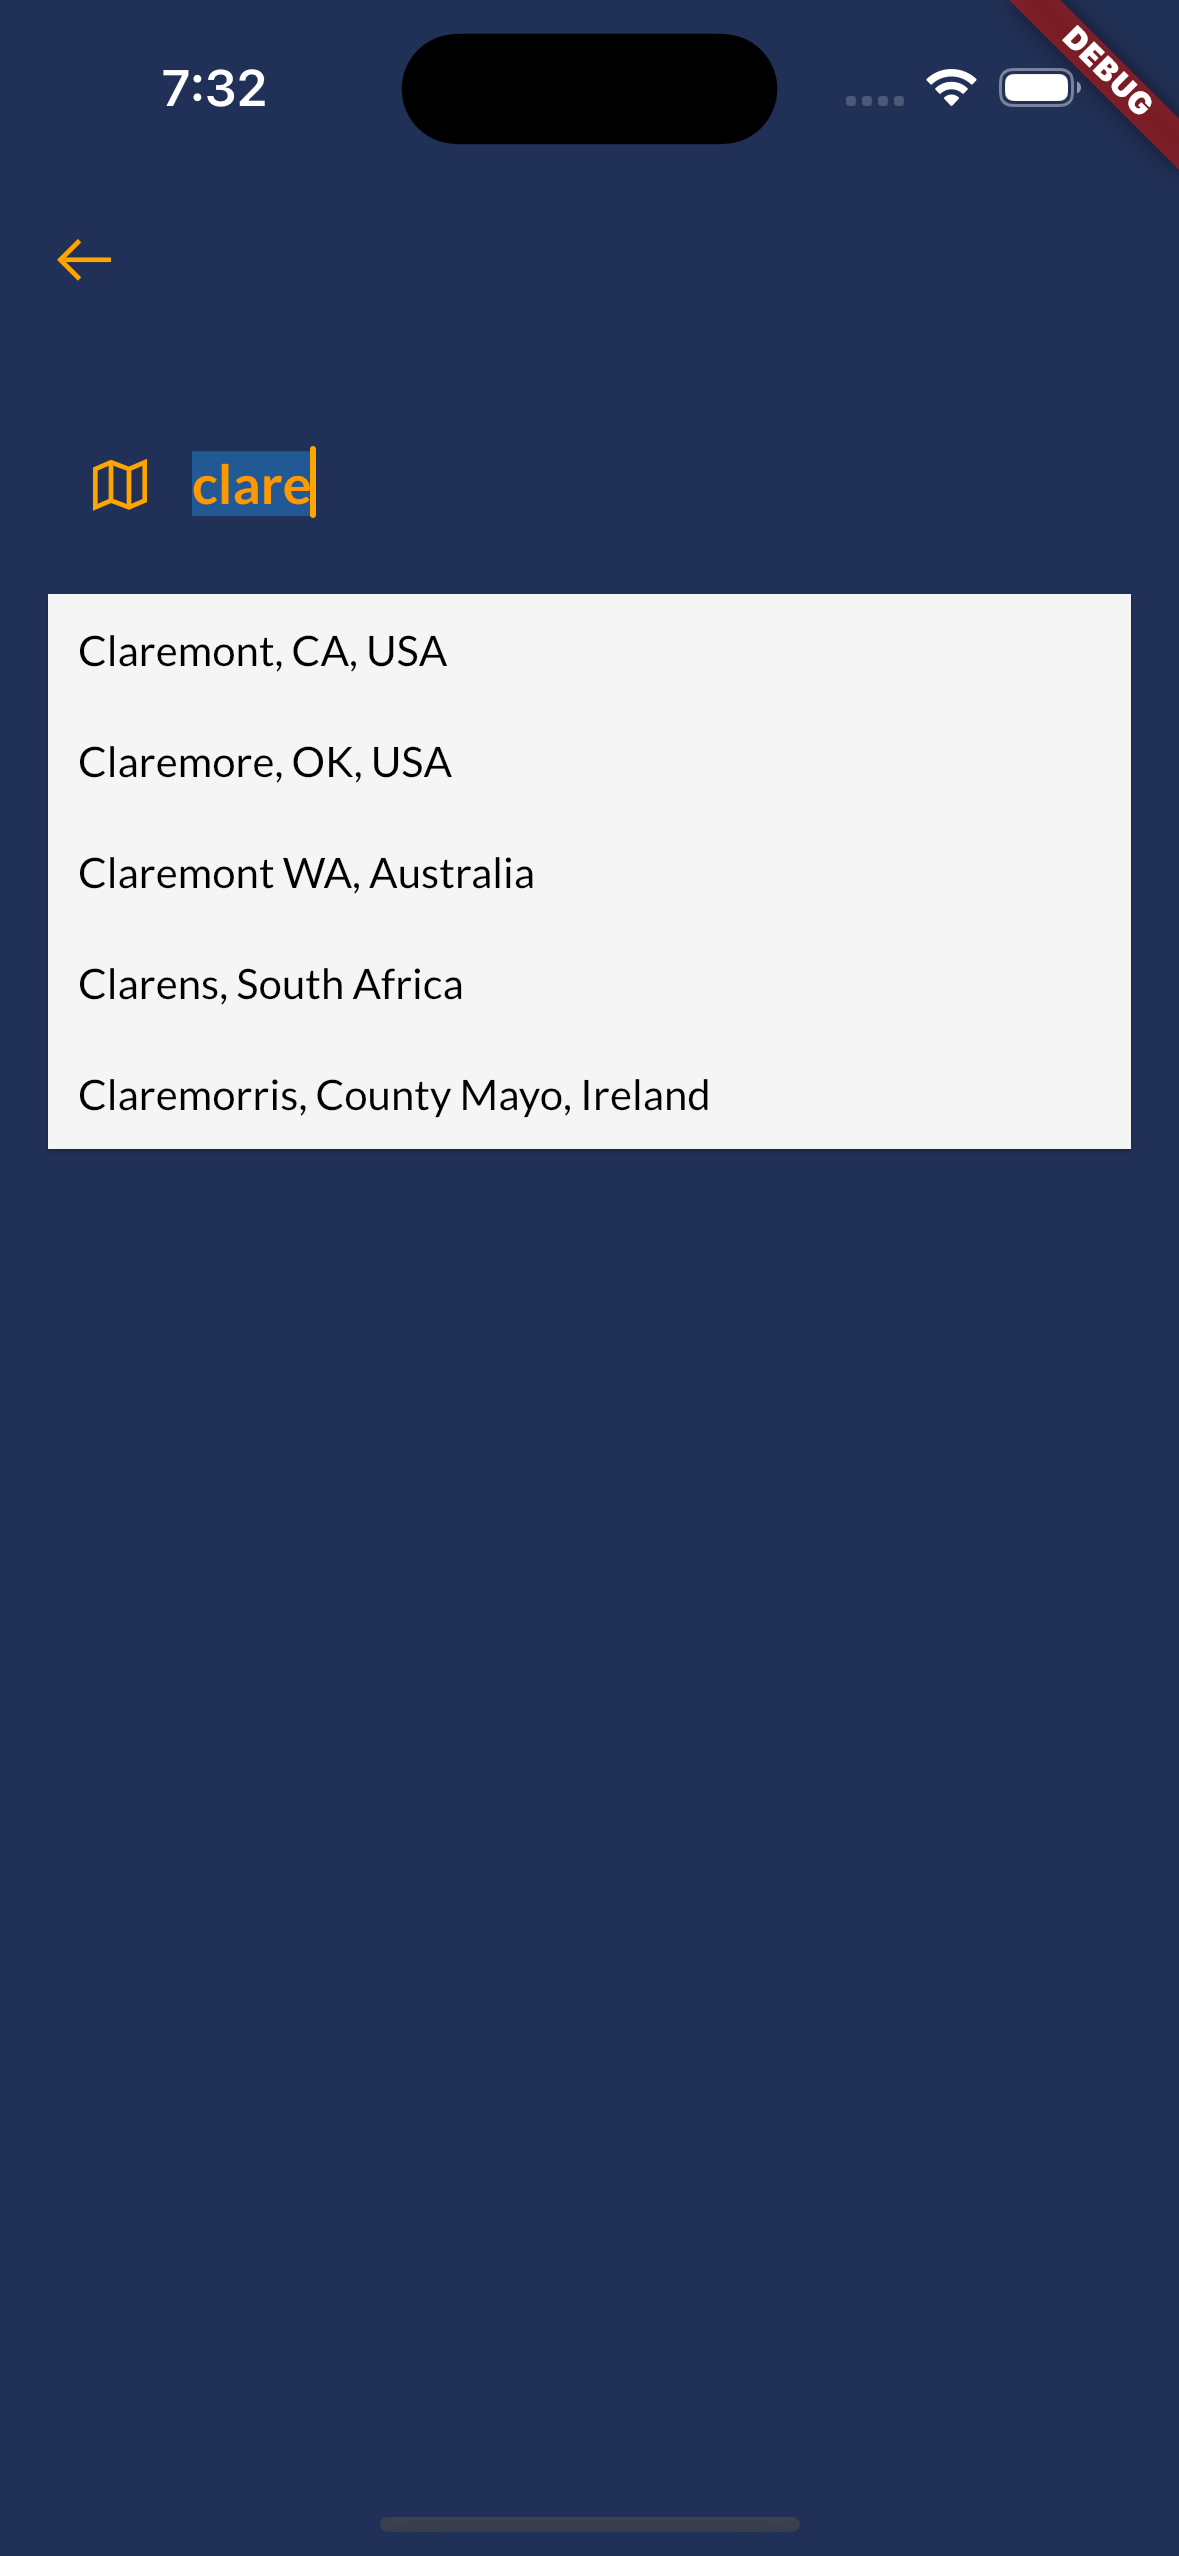 7:32
DEBUG
clare
Claremont, CA, USA
Claremore, OK, USA
Claremont WA, Australia
Clarens, South Africa
Claremorris, County Mayo, Ireland